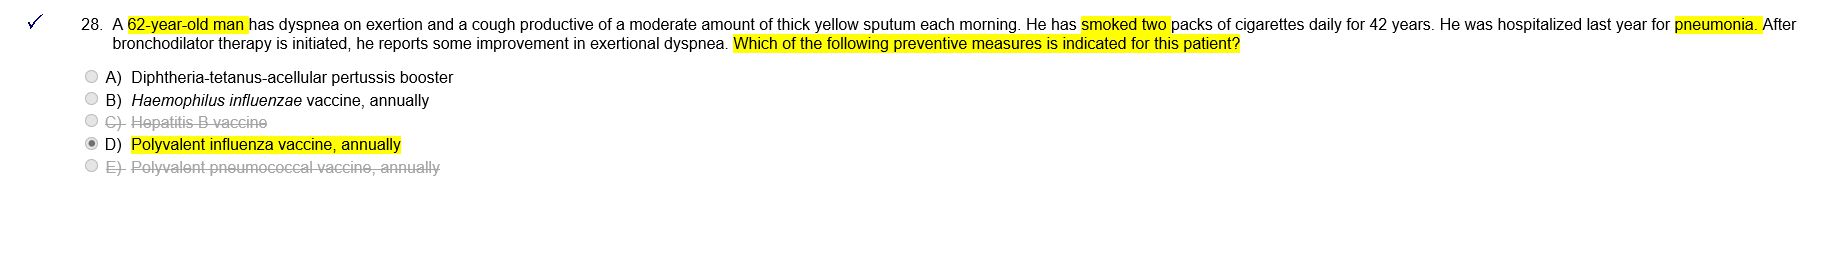 28. A 62-year-old man has dyspnea on exertion and a cough productive of a moderate amount of thick yellow sputum each morning. He has smoked two packs of cigarettes daily for 42 years. He was hospitalized last year for pneumonia. After
bronchodilator therapy is initiated, he reports some improvement in exertional dyspnea. Which of the following preventive measures is indicated for this patient?
A) Diphtheria-tetanus-acellular pertussis booster
B) Haemophilus influenzae vaccine, annually
C) Hepatitis B vaccine
D) Polyvalent influenza vaccine, annually
E) Polyvalent pneumococcal vaccine, annually